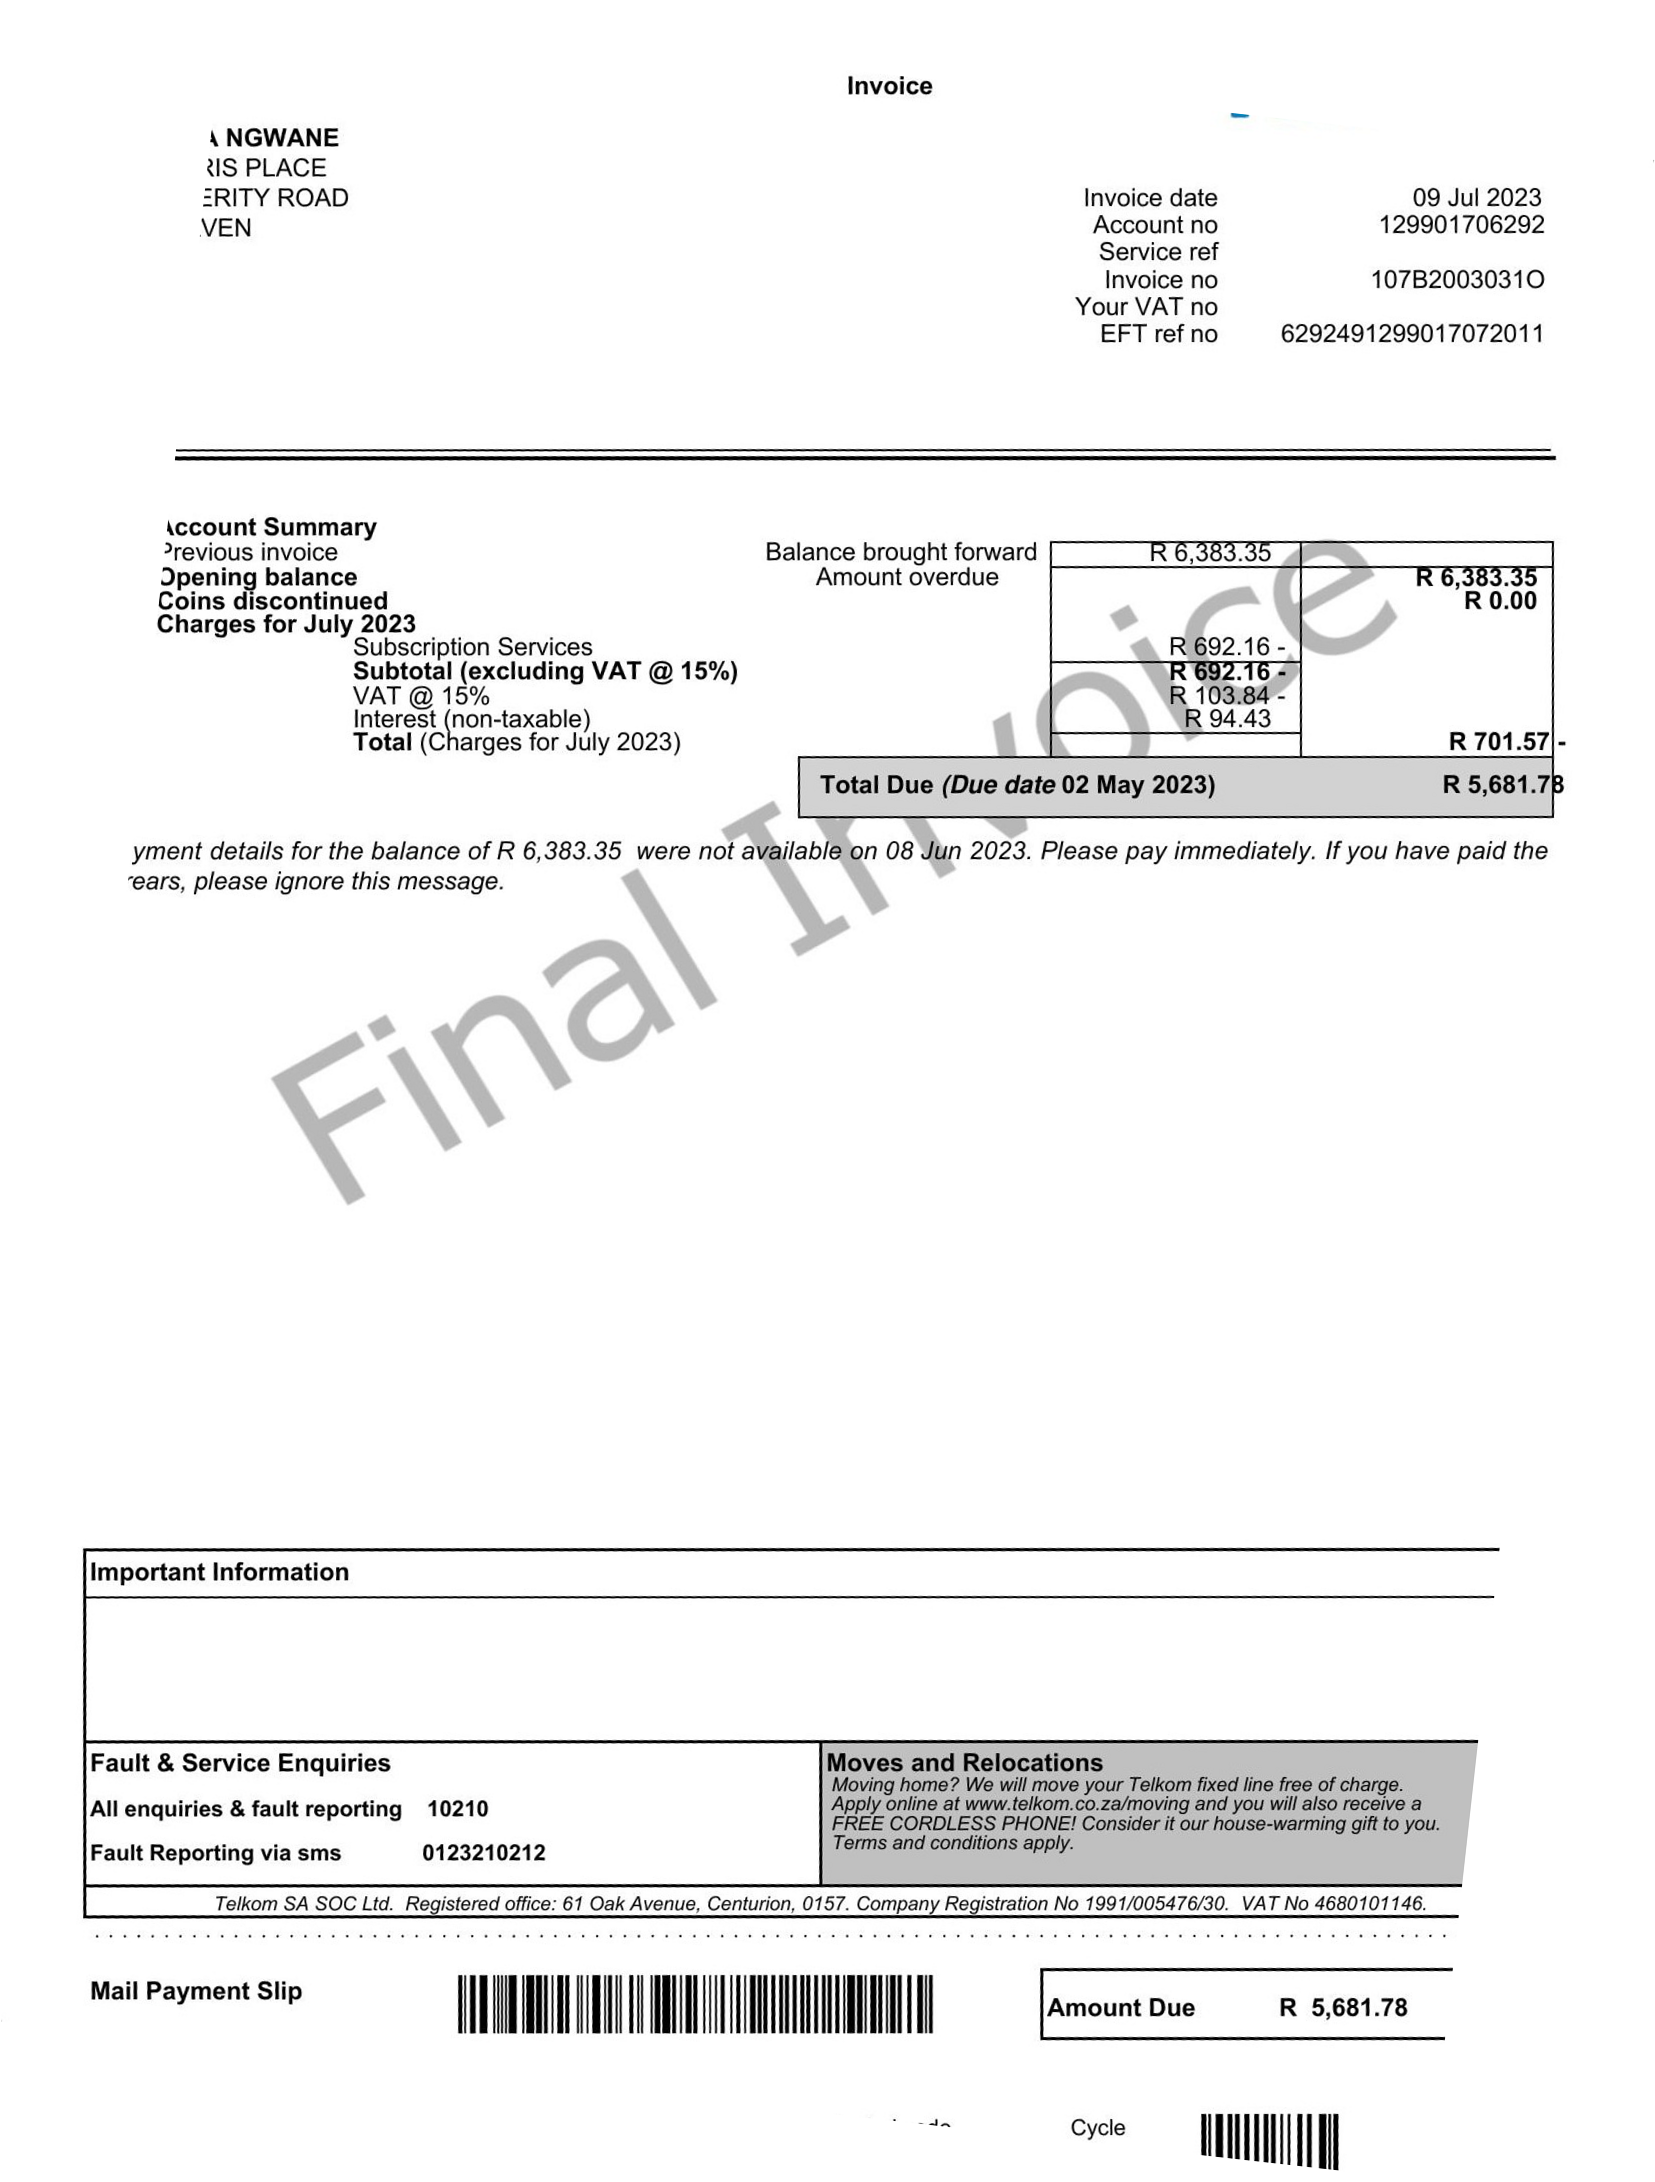 Invoice
NGWANE
PLACE
ROAD
Invoice date 09 Jul 2023
Account no 129901706292
Service ref
Invoice no 107B2003031O
Your VAT no
EFT ref no 6292491299017072011
Account Summary
Previous invoice Balance brought forward R 6,383.35
Opening balance Amount overdue R 6,383.35
Coins discontinued R 0.00
Charges for July 2023
Subscription Services R 692.16 -
Subtotal (excluding VAT @ 15%) R 692.16 -
VAT @ 15% R 103.84 -
Interest (non-taxable) R 94.43
Total (Charges for July 2023) R 701.57 -
Total Due (Due date 02 May 2023) R 5,681.78
yment details for the balance of R 6,383.35 were not available on 08 Jun 2023. Please pay immediately. If you have paid the
rears, please ignore this message.
Final Invoice
Important Information
Fault & Service Enquiries
All enquiries & fault reporting 10210
Fault Reporting via sms 0123210212
Moves and Relocations
Moving home? We will move your Telkom fixed line free of charge.
Apply online at www.telkom.co.za/moving and you will also receive a
FREE CORDLESS PHONE! Consider it our house-warming gift to you.
Terms and conditions apply.
Telkom SA SOC Ltd. Registered office: 61 Oak Avenue, Centurion, 0157. Company Registration No 1991/005476/30. VAT No 4680101146.
Mail Payment Slip
Amount Due R 5,681.78
Cycle